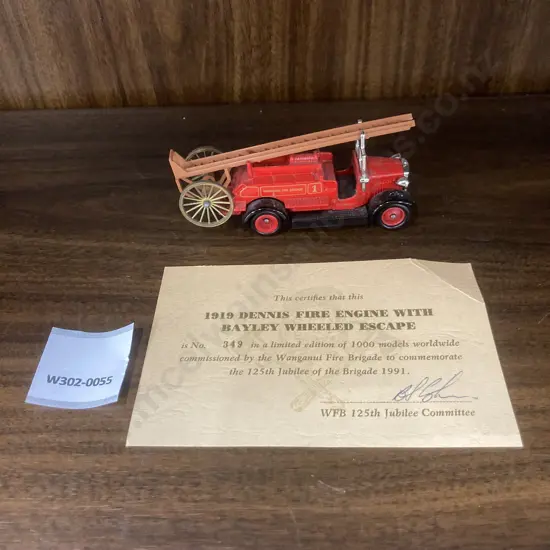 1
This certifies that this
1919 DENNIS FIRE ENGINE WITH
BAYLEY WHEELED ESCAPE
is No. 349 in a limited edition of 1000 models worldwide
commissioned by the Wanganui Fire Brigade to commemorate
the 125th Jubilee of the Brigade 1991.
WFB 125th Jubilee Committee
W302-0055